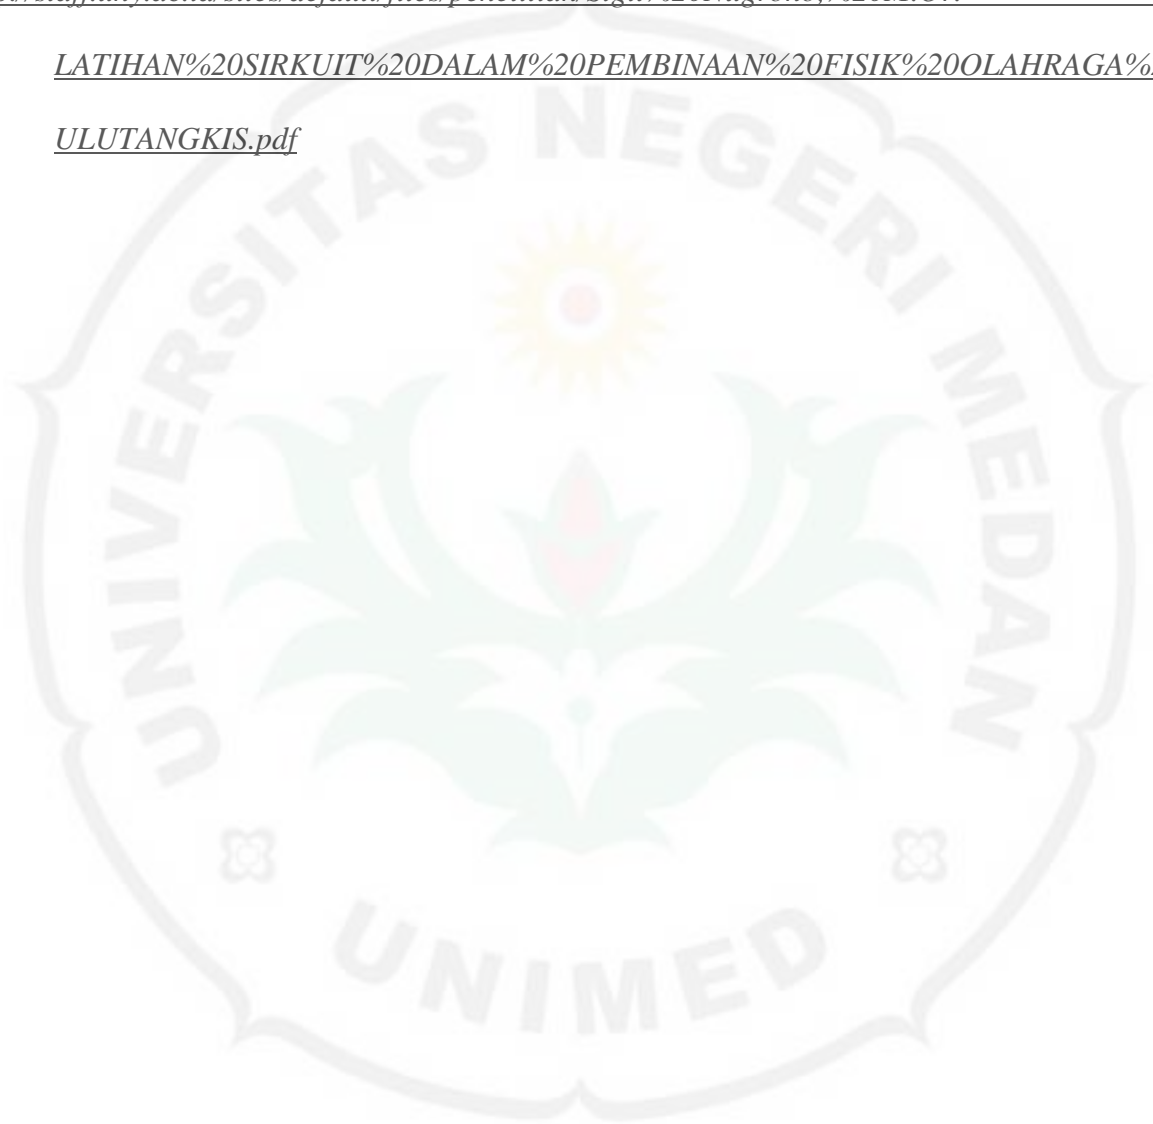 LATIHAN%20SIRKUIT%20DALAM%20PEMBINAAN%20FISIK%20OLAHRAGA%
ULUTANGKIS.pdf
UNIVERSITAS NEGERI MEDAN
UNIMED